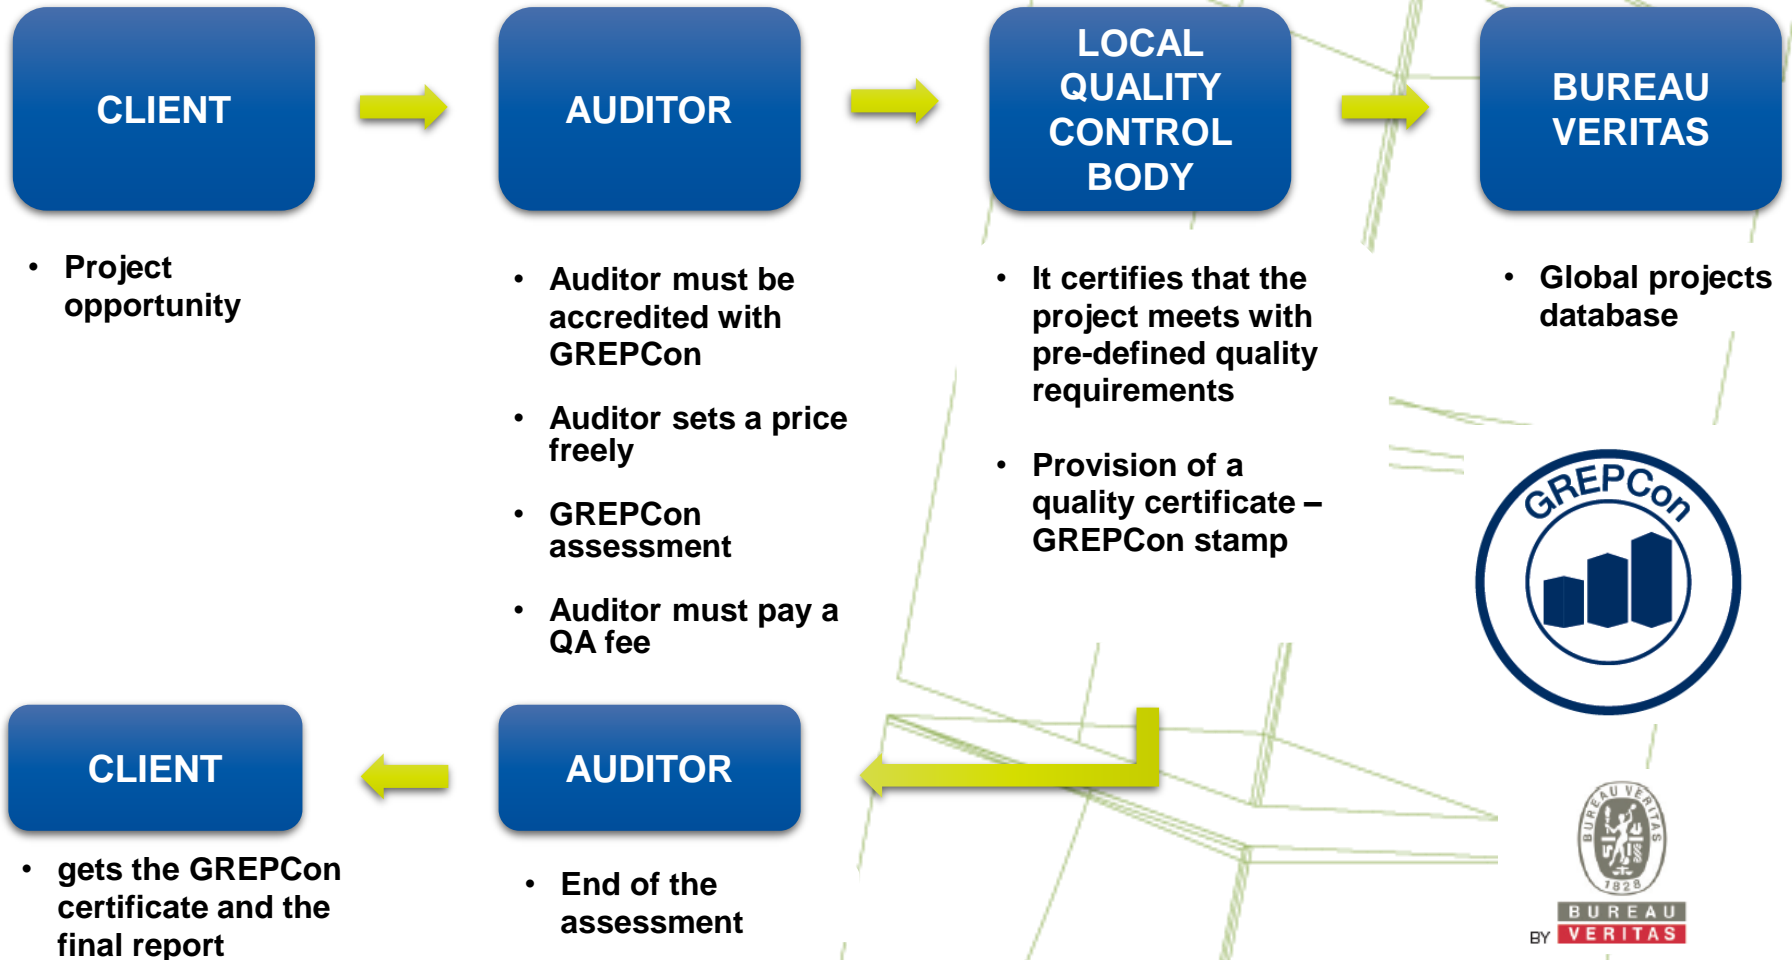 CLIENT
AUDITOR
LOCAL
QUALITY
CONTROL
BODY
BUREAU
VERITAS
• Project
opportunity
• Auditor must be
accredited with
GREPCon
• Auditor sets a price
freely
• GREPCon
assessment
• Auditor must pay a
QA fee
• It certifies that the
project meets with
pre-defined quality
requirements
• Provision of a
quality certificate –
GREPCon stamp
• Global projects
database
GREPCon
CLIENT
AUDITOR
• gets the GREPCon
certificate and the
final report
• End of the
assessment
BUREAU VERITAS
1828
BUREAU
BY VERITAS